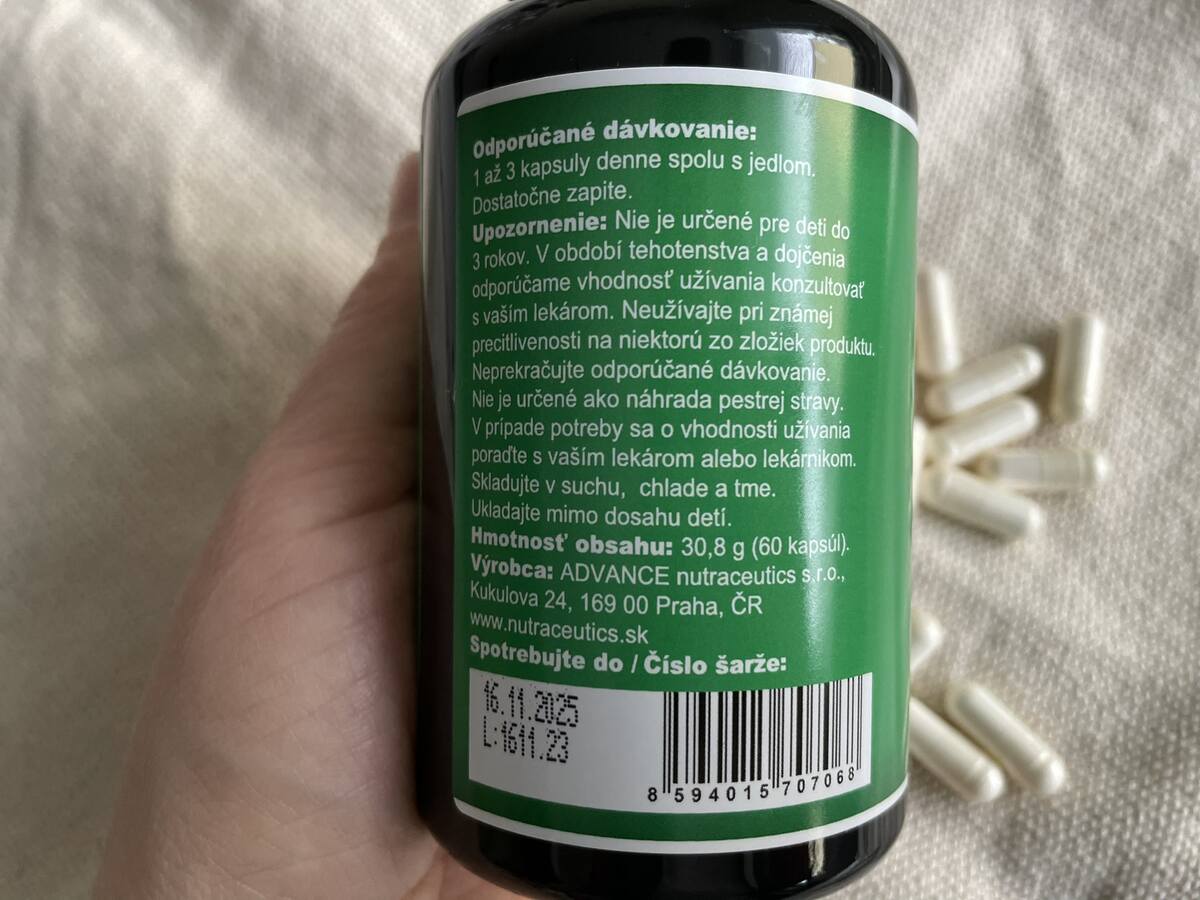 Odporúčané dávkovanie:
1 až 3 kapsuly denne spolu s jedlom.
Dostatočne zapite.
Upozornenie: Nie je určené pre deti do
3 rokov. V období tehotenstva a dojčenia
odporúčame vhodnosť užívania konzultovať
s vaším lekárom. Neužívajte pri známej
precitlivenosti na niektorú zo zložiek produktu.
Neprekračujte odporúčané dávkovanie.
Nie je určené ako náhrada pestrej stravy.
V prípade potreby sa o vhodnosti užívania
poraďte s vaším lekárom alebo lekárnikom.
Skladujte v suchu, chlade a tme.
Ukladajte mimo dosahu detí.
Hmotnosť obsahu: 30,8 g (60 kapsúl).
Výrobca: ADVANCE nutraceutics s.r.o.,
Kukulova 24, 169 00 Praha, ČR
www.nutraceutics.sk
Spotrebujte do / Číslo šarže:
16.11.2025
L:1611.23
8 594015 707068